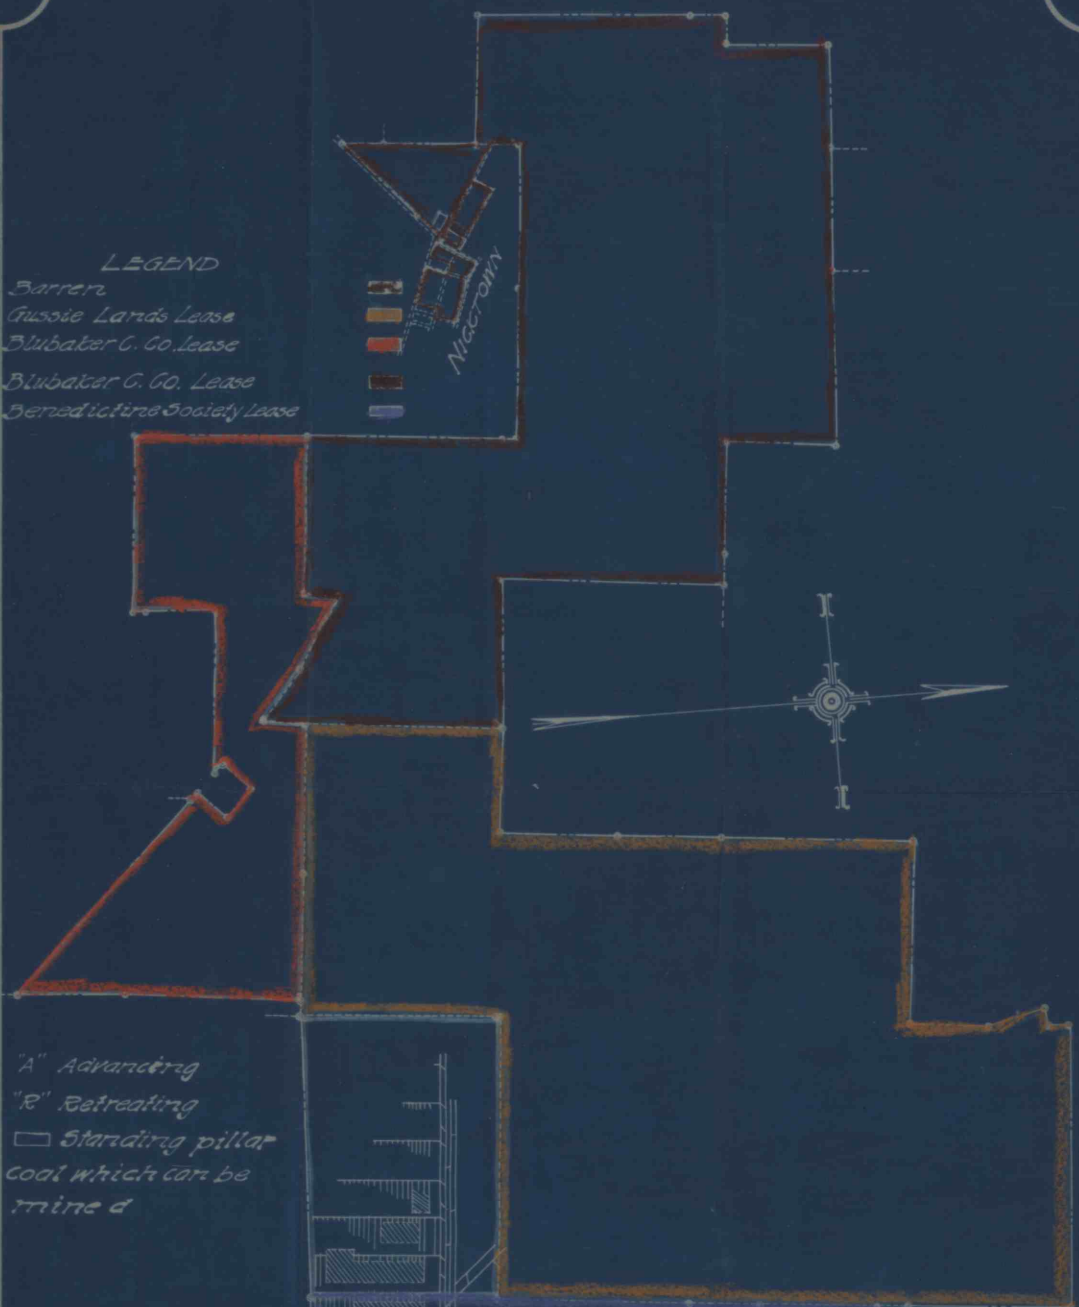 LEGEND
Barren
Gussie Lands Lease
Blubaker C. Co. Lease
Blubaker C. Co. Lease
Benedictine Society Lease
NICGTOWN
"A" Advancing
"R" Retreating
Standing pillar
coal which can be
mined